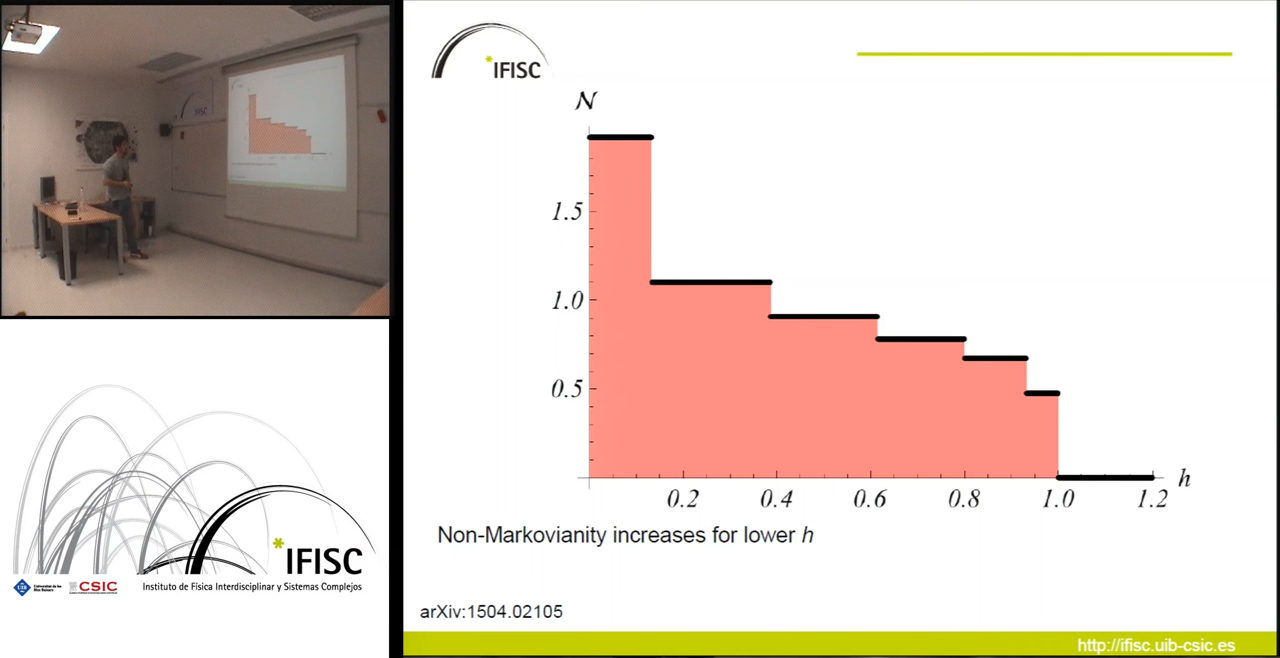 *IFISC
N
1.5
1.0
0.5
0.2 0.4 0.6 0.8 1.0 1.2 h
Non-Markovianity increases for lower h
arXiv:1504.02105
http://ifisc.uib-csic.es
*IFISC
UIB
CSIC
Instituto de Física Interdisciplinar y Sistemas Complejos